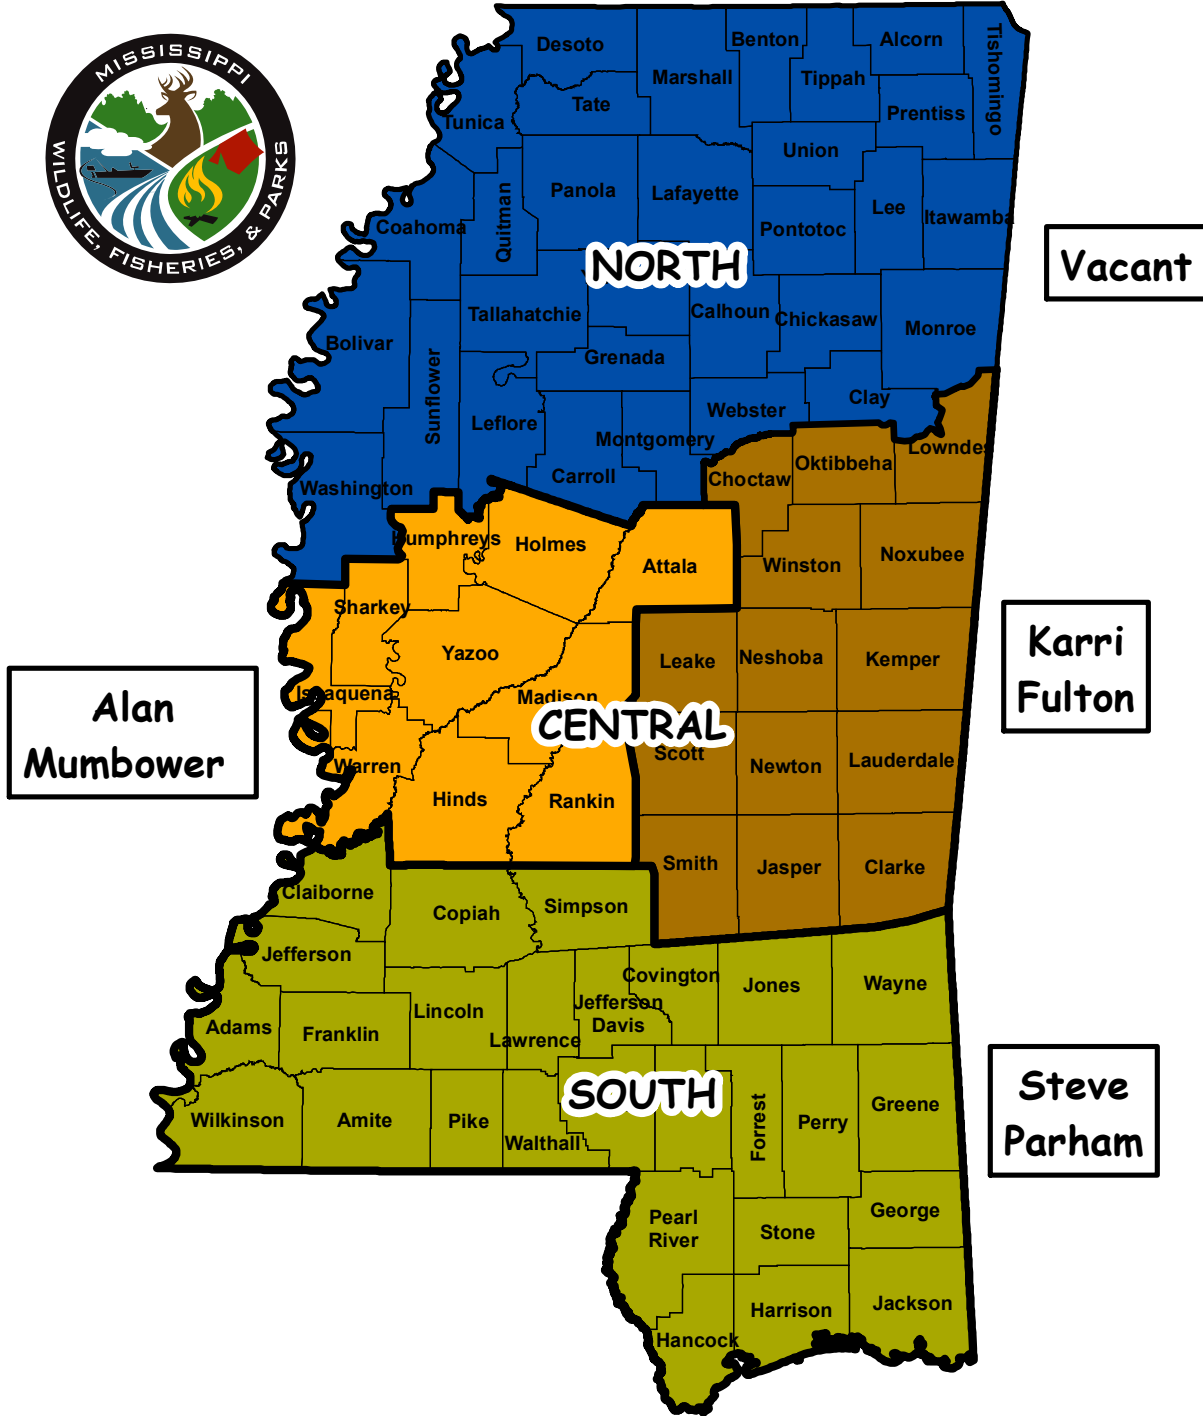 MISSISSIPPI
WILDLIFE, FISHERIES, & PARKS
Desoto
Benton
Alcorn
Tishomingo
Marshall
Tippah
Tate
Prentiss
Tunica
Union
Panola
Lafayette
Lee
Itawamba
Quitman
Coahoma
Pontotoc
NORTH
Vacant
Tallahatchie
Calhoun
Chickasaw
Monroe
Bolivar
Grenada
Sunflower
Clay
Webster
Leflore
Montgomery
Lowndes
Oktibbeha
Carroll
Choctaw
Washington
Humphreys
Holmes
Attala
Winston
Noxubee
Sharkey
Yazoo
Leake
Neshoba
Kemper
Issaquena
Madison
Karri
Fulton
Alan
Mumbower
CENTRAL
Scott
Newton
Lauderdale
Warren
Hinds
Rankin
Smith
Jasper
Clarke
Claiborne
Copiah
Simpson
Jefferson
Covington
Jones
Wayne
Jefferson
Davis
Lincoln
Adams
Franklin
Lawrence
SOUTH
Steve
Parham
Wilkinson
Amite
Pike
Walthall
Forrest
Perry
Greene
Pearl
River
Stone
George
Harrison
Jackson
Hancock